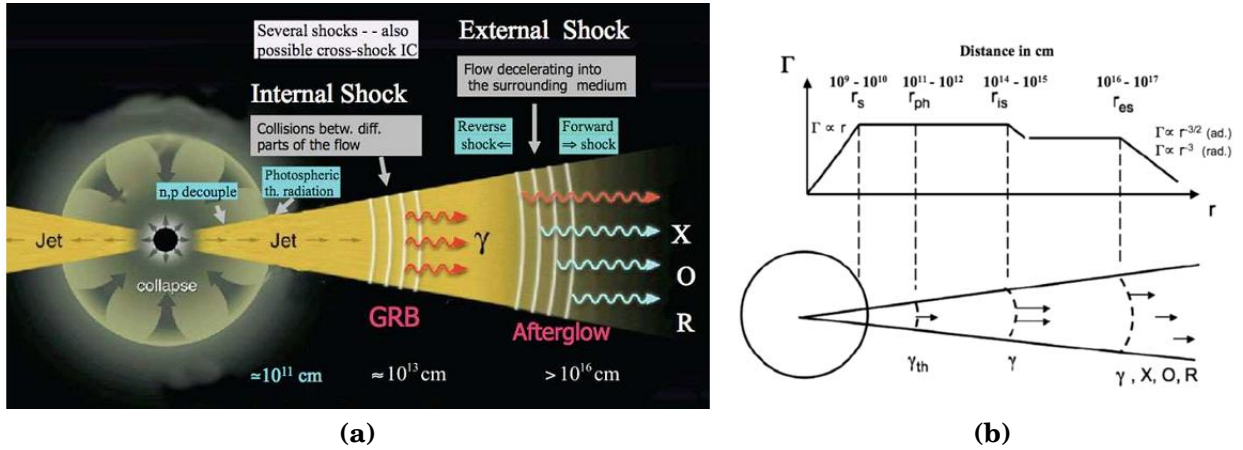 Several shocks - - also
possible cross-shock IC
External Shock
Flow decelerating into
the surrounding medium
Internal Shock
Collisions betw. diff.
parts of the flow
Reverse
shock⇐
Forward
⇒ shock
n,p decouple
Photospheric
th. radiation
Jet
Jet
collapse
γ
X
O
R
GRB
Afterglow
≃10¹¹ cm
≈ 10¹³ cm
> 10¹⁶ cm
(a)
Distance in cm
Γ
10⁹ - 10¹⁰
10¹¹ - 10¹²
10¹⁴ - 10¹⁵
10¹⁶ - 10¹⁷
r_s
r_ph
r_is
r_es
Γ ∝ r
Γ∝ r⁻³/² (ad.)
Γ∝ r⁻³ (rad.)
r
γ_th
γ
γ , X, O, R
(b)